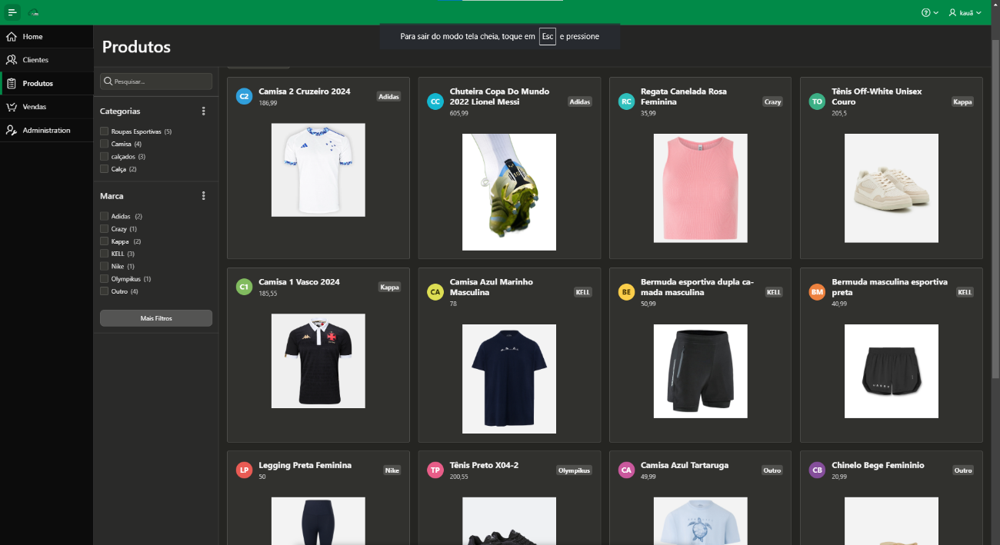 kauã
Para sair do modo tela cheia, toque em Esc e pressione
Home
Clientes
Produtos
Vendas
Administration
Produtos
Pesquisar...
Categorias
Roupas Esportivas (5)
Camisa (4)
calçados (3)
Calça (2)
Marca
Adidas (2)
Crazy (1)
Kappa (2)
KELL (3)
Nike (1)
Olympikus (1)
Outro (4)
Mais Filtros
C2
Camisa 2 Cruzeiro 2024
186,99
Adidas
CC
Chuteira Copa Do Mundo
2022 Lionel Messi
605,99
Adidas
RC
Regata Canelada Rosa
Feminina
35,99
Crazy
TO
Tênis Off-White Unisex
Couro
205,5
Kappa
C1
Camisa 1 Vasco 2024
185,55
Kappa
CA
Camisa Azul Marinho
Masculina
78
KELL
BE
Bermuda esportiva dupla ca-
mada masculina
50,99
KELL
BM
Bermuda masculina esportiva
preta
40,99
KELL
LP
Legging Preta Feminina
50
Nike
TP
Tênis Preto X04-2
200,55
Olympikus
CA
Camisa Azul Tartaruga
49,99
Outro
CB
Chinelo Bege Femininio
20,99
Outro